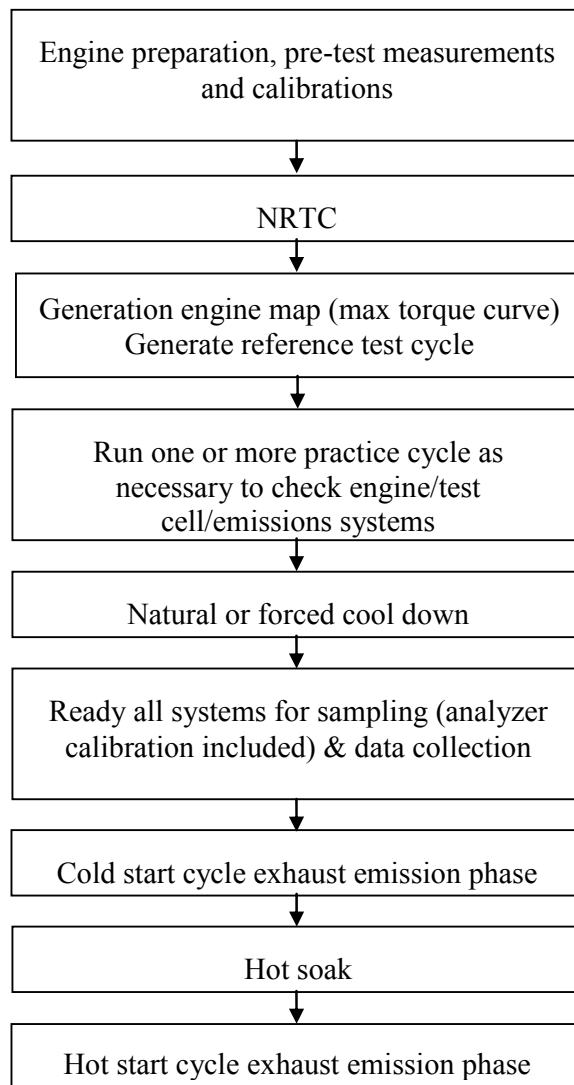 Engine preparation, pre-test measurements
and calibrations
NRTC
Generation engine map (max torque curve)
Generate reference test cycle
Run one or more practice cycle as
necessary to check engine/test
cell/emissions systems
Natural or forced cool down
Ready all systems for sampling (analyzer
calibration included) & data collection
Cold start cycle exhaust emission phase
Hot soak
Hot start cycle exhaust emission phase